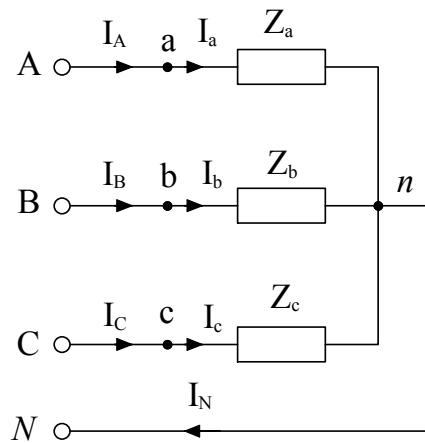 I_A a I_a Z_a
A
I_B b I_b Z_b n
B
I_C c I_c Z_c
C
I_N
N